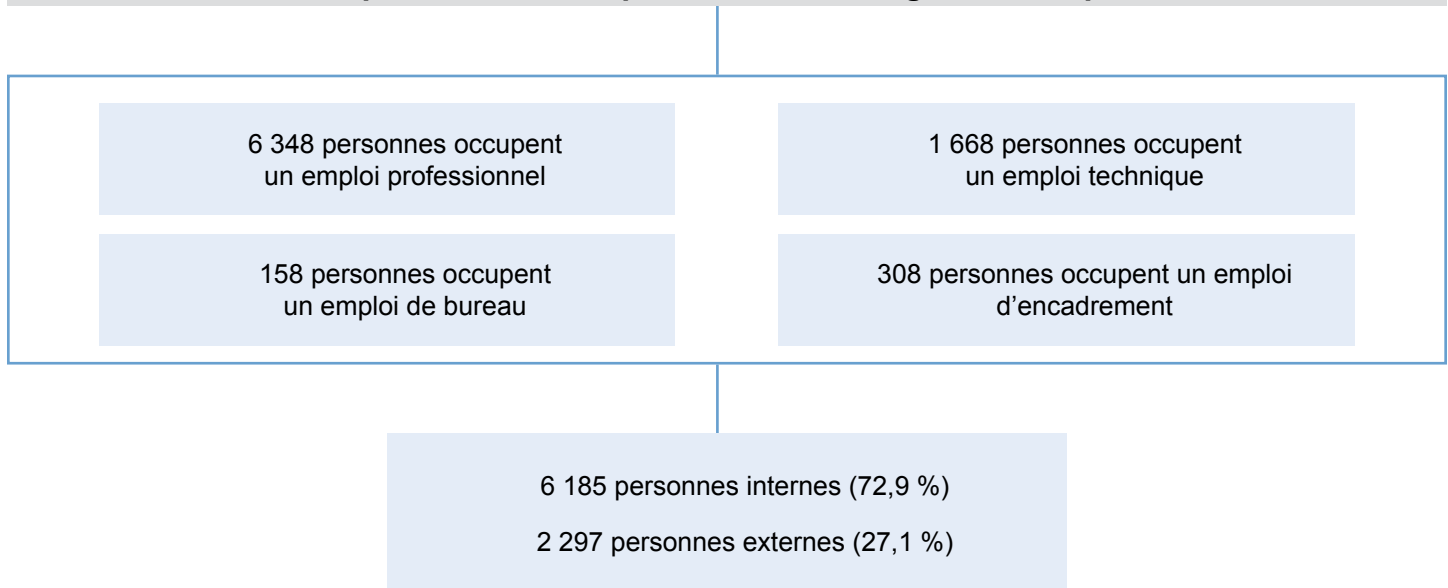 6 348 personnes occupent
un emploi professionnel
1 668 personnes occupent
un emploi technique
158 personnes occupent
un emploi de bureau
308 personnes occupent un emploi
d’encadrement
6 185 personnes internes (72,9 %)
2 297 personnes externes (27,1 %)